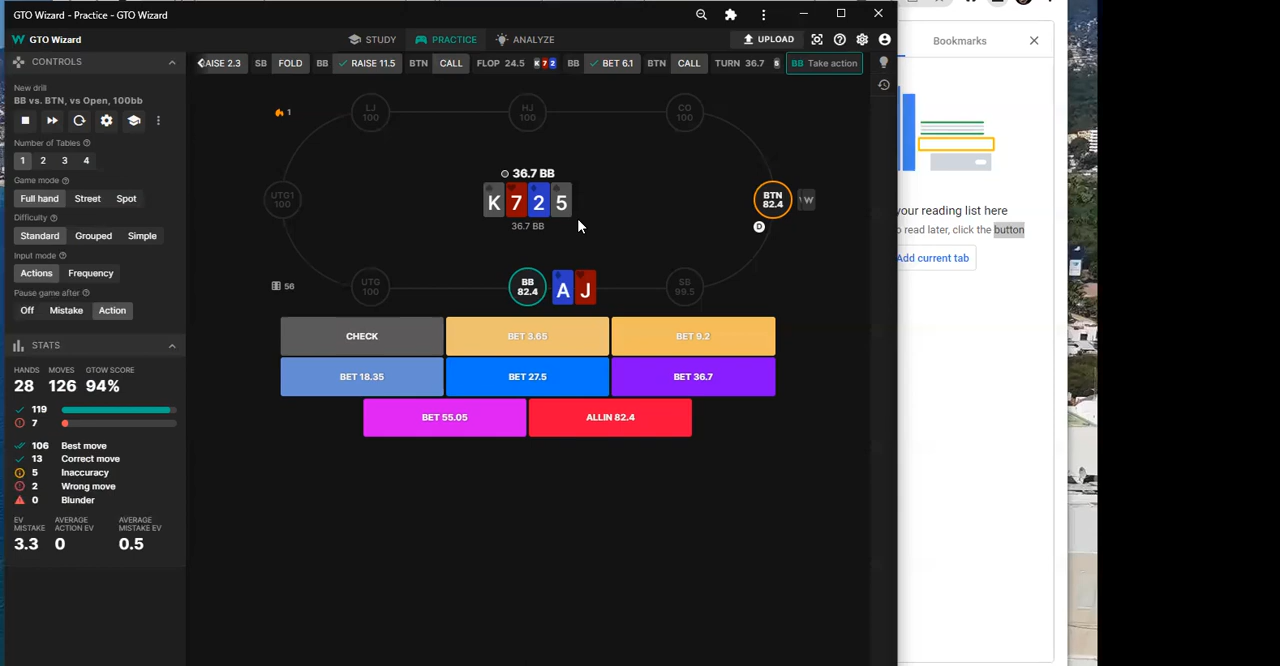 GTO Wizard - Practice - GTO Wizard
GTO Wizard
STUDY
PRACTICE
ANALYZE
UPLOAD
Bookmarks
CONTROLS
AISE 2.3 SB FOLD BB RAISE 11.5 BTN CALL FLOP 24.5 K 7 2 BB BET 6.1 BTN CALL TURN 36.7 5 BB Take action
New drill
BB vs. BTN, vs Open, 100bb
Number of Tables
1 2 3 4
Game mode
Full hand Street Spot
Difficulty
Standard Grouped Simple
Input mode
Actions Frequency
Pause game after
Off Mistake Action
STATS
HANDS MOVES GTOW SCORE
28 126 94%
119
7
106 Best move
13 Correct move
5 Inaccuracy
2 Wrong move
0 Blunder
EV MISTAKE
AVERAGE ACTION EV
AVERAGE MISTAKE EV
3.3 0 0.5
1
LJ
100
HJ
100
CO
100
UTG1
100
36.7 BB
K 7 2 5
36.7 BB
BTN
82.4
W
D
56
UTG
100
BB
82.4
A J
SB
99.5
CHECK
BET 3.65
BET 9.2
BET 18.35
BET 27.5
BET 36.7
BET 55.05
ALLIN 82.4
your reading list here
o read later, click the button
Add current tab